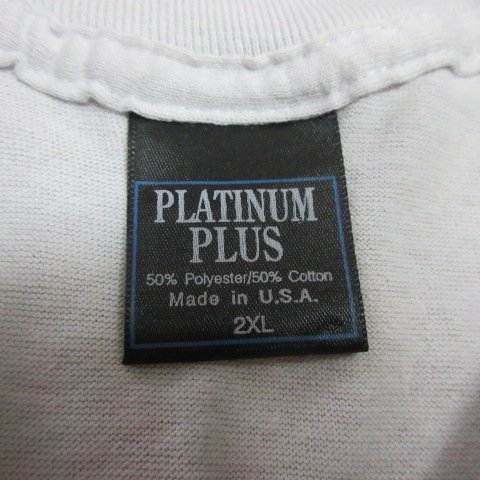 PLATINUM
PLUS
50% Polyester/50% Cotton
Made in U.S.A.
2XL